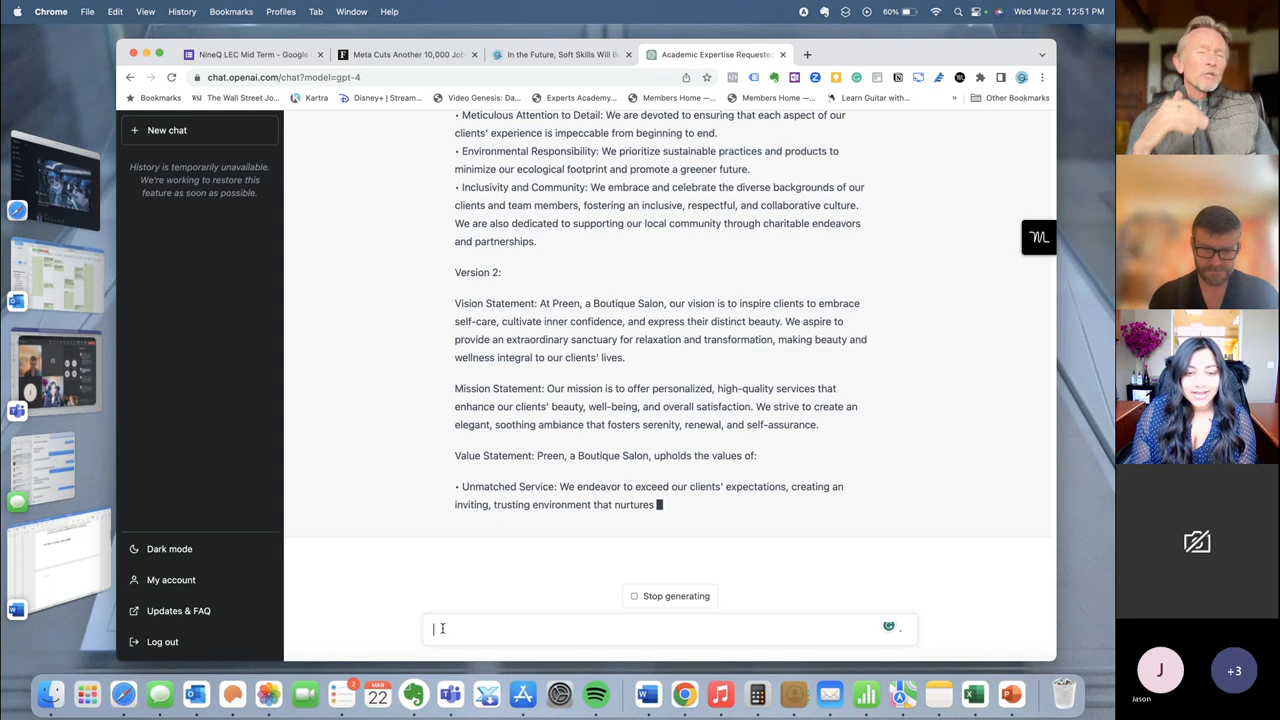 Chrome File Edit View History Bookmarks Profiles Tab Window Help 60% Wed Mar 22 12:51 PM
NineQ LEC Mid Term - Google Meta Cuts Another 10,000 Job In the Future, Soft Skills Will B Academic Expertise Requested
chat.openai.com/chat?model=gpt-4
Bookmarks WSJ The Wall Street Jo... Kartra Disney+ | Stream... Video Genesis: Da... Experts Academy... Members Home —... Members Home —... Learn Guitar with... » Other Bookmarks
+ New chat
History is temporarily unavailable.
We're working to restore this
feature as soon as possible.
• Meticulous Attention to Detail: We are devoted to ensuring that each aspect of our
clients' experience is impeccable from beginning to end.
• Environmental Responsibility: We prioritize sustainable practices and products to
minimize our ecological footprint and promote a greener future.
• Inclusivity and Community: We embrace and celebrate the diverse backgrounds of our
clients and team members, fostering an inclusive, respectful, and collaborative culture.
We are also dedicated to supporting our local community through charitable endeavors
and partnerships.
Version 2:
Vision Statement: At Preen, a Boutique Salon, our vision is to inspire clients to embrace
self-care, cultivate inner confidence, and express their distinct beauty. We aspire to
provide an extraordinary sanctuary for relaxation and transformation, making beauty and
wellness integral to our clients' lives.
Mission Statement: Our mission is to offer personalized, high-quality services that
enhance our clients' beauty, well-being, and overall satisfaction. We strive to create an
elegant, soothing ambiance that fosters serenity, renewal, and self-assurance.
Value Statement: Preen, a Boutique Salon, upholds the values of:
• Unmatched Service: We endeavor to exceed our clients' expectations, creating an
inviting, trusting environment that nurtures
Dark mode
My account
Updates & FAQ
Log out
Stop generating
MAR
22
2
J
Jason
+3